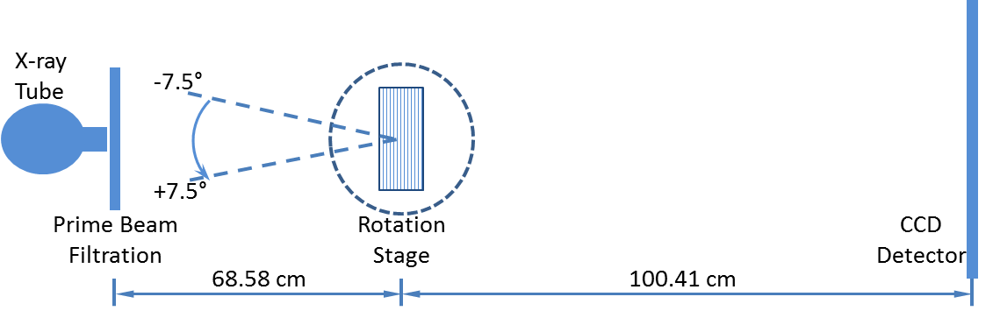 X-ray
Tube
-7.5°
+7.5°
Prime Beam
Filtration
Rotation
Stage
CCD
Detector
68.58 cm
100.41 cm